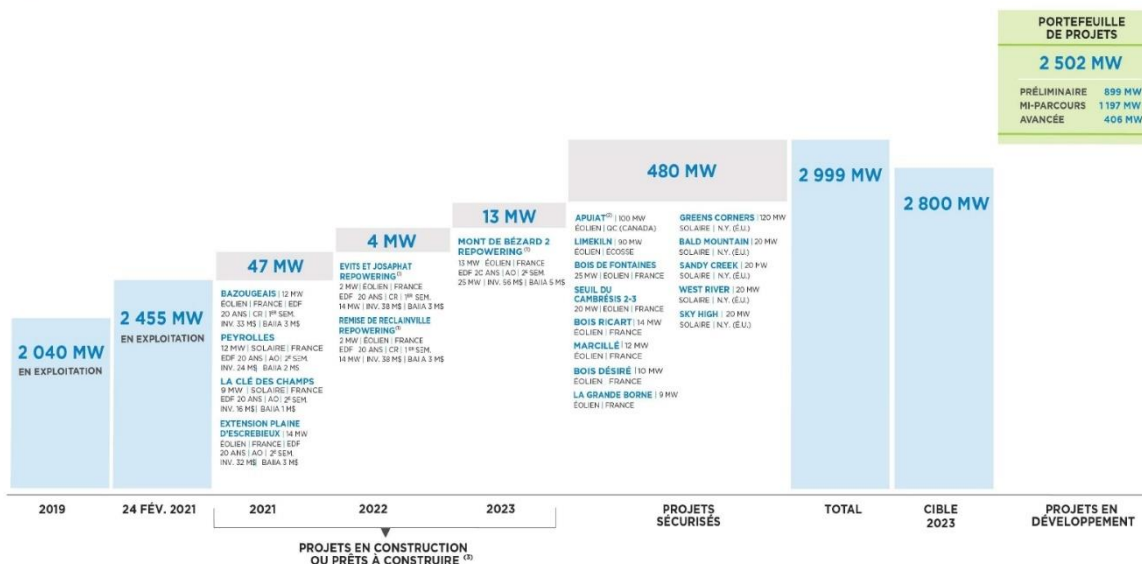 PORTEFEUILLE
DE PROJETS
2 502 MW
PRÉLIMINAIRE 899 MW
MI-PARCOURS 1 197 MW
AVANCÉE 406 MW
2 040 MW
EN EXPLOITATION
2 455 MW
EN EXPLOITATION
47 MW
BAZOUGEAIS | 12 MW
ÉOLIEN | FRANCE | EDF
20 ANS | CR | 1ER SEM.
INV. 33 M$ | BAIIA 3 M$
PEYROLLES
12 MW | SOLAIRE | FRANCE
EDF 20 ANS | AO | 2E SEM.
INV. 24 M$ | BAIIA 2 M$
LA CLÉ DES CHAMPS
9 MW | SOLAIRE | FRANCE
EDF 20 ANS | AO | 2E SEM.
INV. 16 M$ | BAIIA 1 M$
EXTENSION PLAINE
D'ESCREBIEUX | 14 MW
ÉOLIEN | FRANCE | EDF
20 ANS | AO | 2E SEM.
INV. 32 M$ | BAIIA 3 M$
4 MW
EVITS ET JOSAPHAT
REPOWERING (1)
2 MW | ÉOLIEN | FRANCE
EDF 20 ANS | CR | 1ER SEM.
14 MW | INV. 38 M$ | BAIIA 3 M$
REMISE DE RECLAINVILLE
REPOWERING (1)
2 MW | ÉOLIEN | FRANCE
EDF 20 ANS | CR | 1ER SEM.
14 MW | INV. 38 M$ | BAIIA 3 M$
13 MW
MONT DE BÉZARD 2
REPOWERING (1)
13 MW ÉOLIEN | FRANCE
EDF 20 ANS | AO | 2E SEM.
25 MW | INV. 56 M$ | BAIIA 5 M$
480 MW
APUIAT (2) | 100 MW
ÉOLIEN | QC (CANADA)
LIMEKILN | 90 MW
ÉOLIEN | ÉCOSSE
BOIS DE FONTAINES
25 MW | ÉOLIEN | FRANCE
SEUIL DU
CAMBRÉSIS 2-3
20 MW | ÉOLIEN | FRANCE
BOIS RICART | 14 MW
ÉOLIEN | FRANCE
MARCILLÉ | 12 MW
ÉOLIEN | FRANCE
BOIS DÉSIRÉ | 10 MW
ÉOLIEN | FRANCE
LA GRANDE BORNE | 9 MW
ÉOLIEN | FRANCE
GREENS CORNERS | 120 MW
SOLAIRE | N.Y. (É.U.)
BALD MOUNTAIN | 20 MW
SOLAIRE | N.Y. (É.U.)
SANDY CREEK | 20 MW
SOLAIRE | N.Y. (É.U.)
WEST RIVER | 20 MW
SOLAIRE | N.Y. (É.U.)
SKY HIGH | 20 MW
SOLAIRE | N.Y. (É.U.)
2 999 MW
2 800 MW
2019
24 FÉV. 2021
2021
2022
2023
PROJETS
SÉCURISÉS
TOTAL
CIBLE
2023
PROJETS EN
DÉVELOPPEMENT
PROJETS EN CONSTRUCTION
OU PRÊTS À CONSTRUIRE (3)